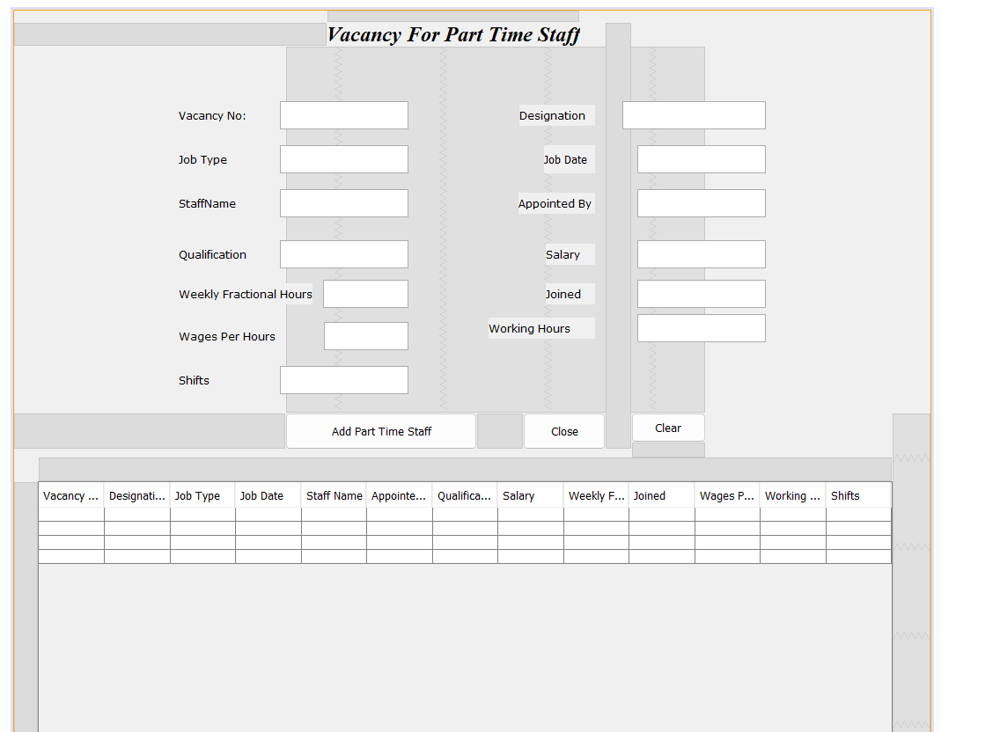 Vacancy For Part Time Staff
Vacancy No:
Designation
Job Type
Job Date
StaffName
Appointed By
Qualification
Salary
Weekly Fractional Hours
Joined
Working Hours
Wages Per Hours
Shifts
Add Part Time Staff
Close
Clear
Vacancy ... Designati... Job Type Job Date Staff Name Appointe... Qualifica... Salary Weekly F... Joined Wages P... Working ... Shifts